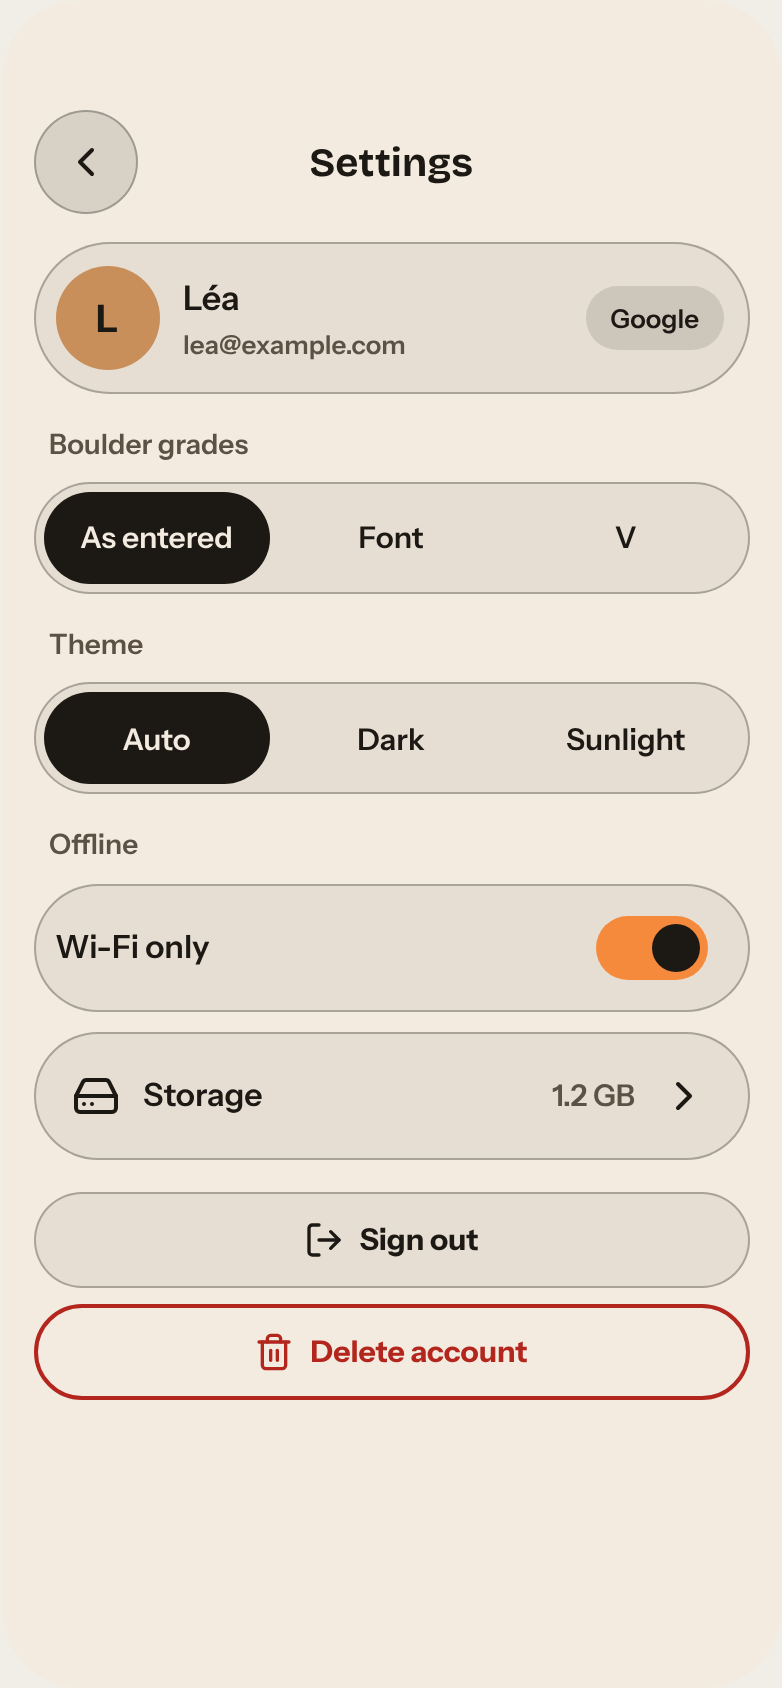 Settings
L
Léa
lea@example.com
Google
Boulder grades
As entered
Font
V
Theme
Auto
Dark
Sunlight
Offline
Wi-Fi only
Storage
1.2 GB
Sign out
Delete account